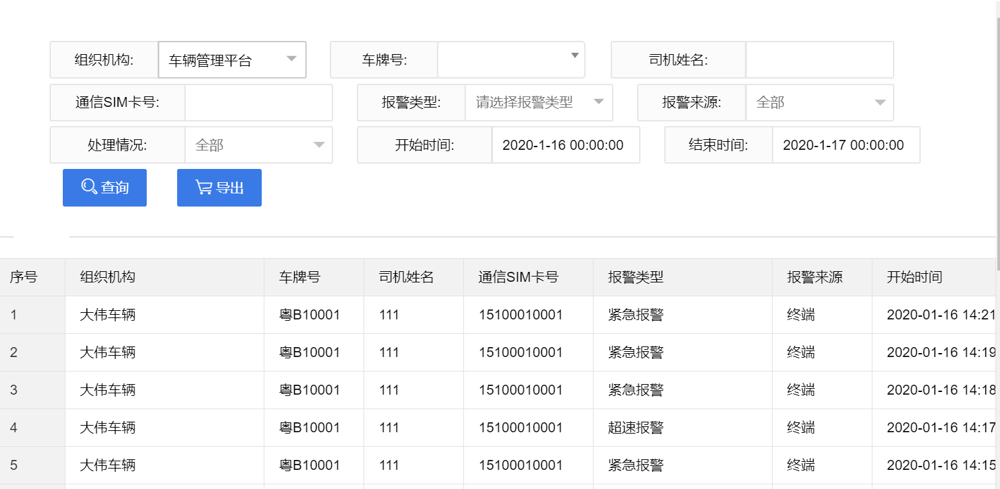 组织机构: 车辆管理平台 车牌号: 司机姓名:
通信SIM卡号: 报警类型: 请选择报警类型 报警来源: 全部
处理情况: 全部 开始时间: 2020-1-16 00:00:00 结束时间: 2020-1-17 00:00:00
查询 导出
序号 组织机构 车牌号 司机姓名 通信SIM卡号 报警类型 报警来源 开始时间
1 大伟车辆 粤B10001 111 15100010001 紧急报警 终端 2020-01-16 14:21
2 大伟车辆 粤B10001 111 15100010001 紧急报警 终端 2020-01-16 14:19
3 大伟车辆 粤B10001 111 15100010001 紧急报警 终端 2020-01-16 14:18
4 大伟车辆 粤B10001 111 15100010001 超速报警 终端 2020-01-16 14:17
5 大伟车辆 粤B10001 111 15100010001 紧急报警 终端 2020-01-16 14:15